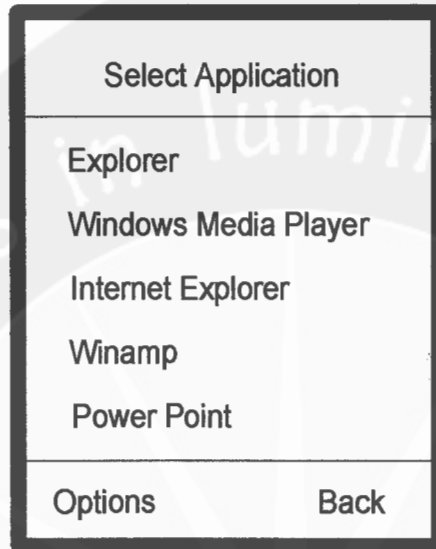 Select Application
Explorer
Windows Media Player
Internet Explorer
Winamp
Power Point
Options Back